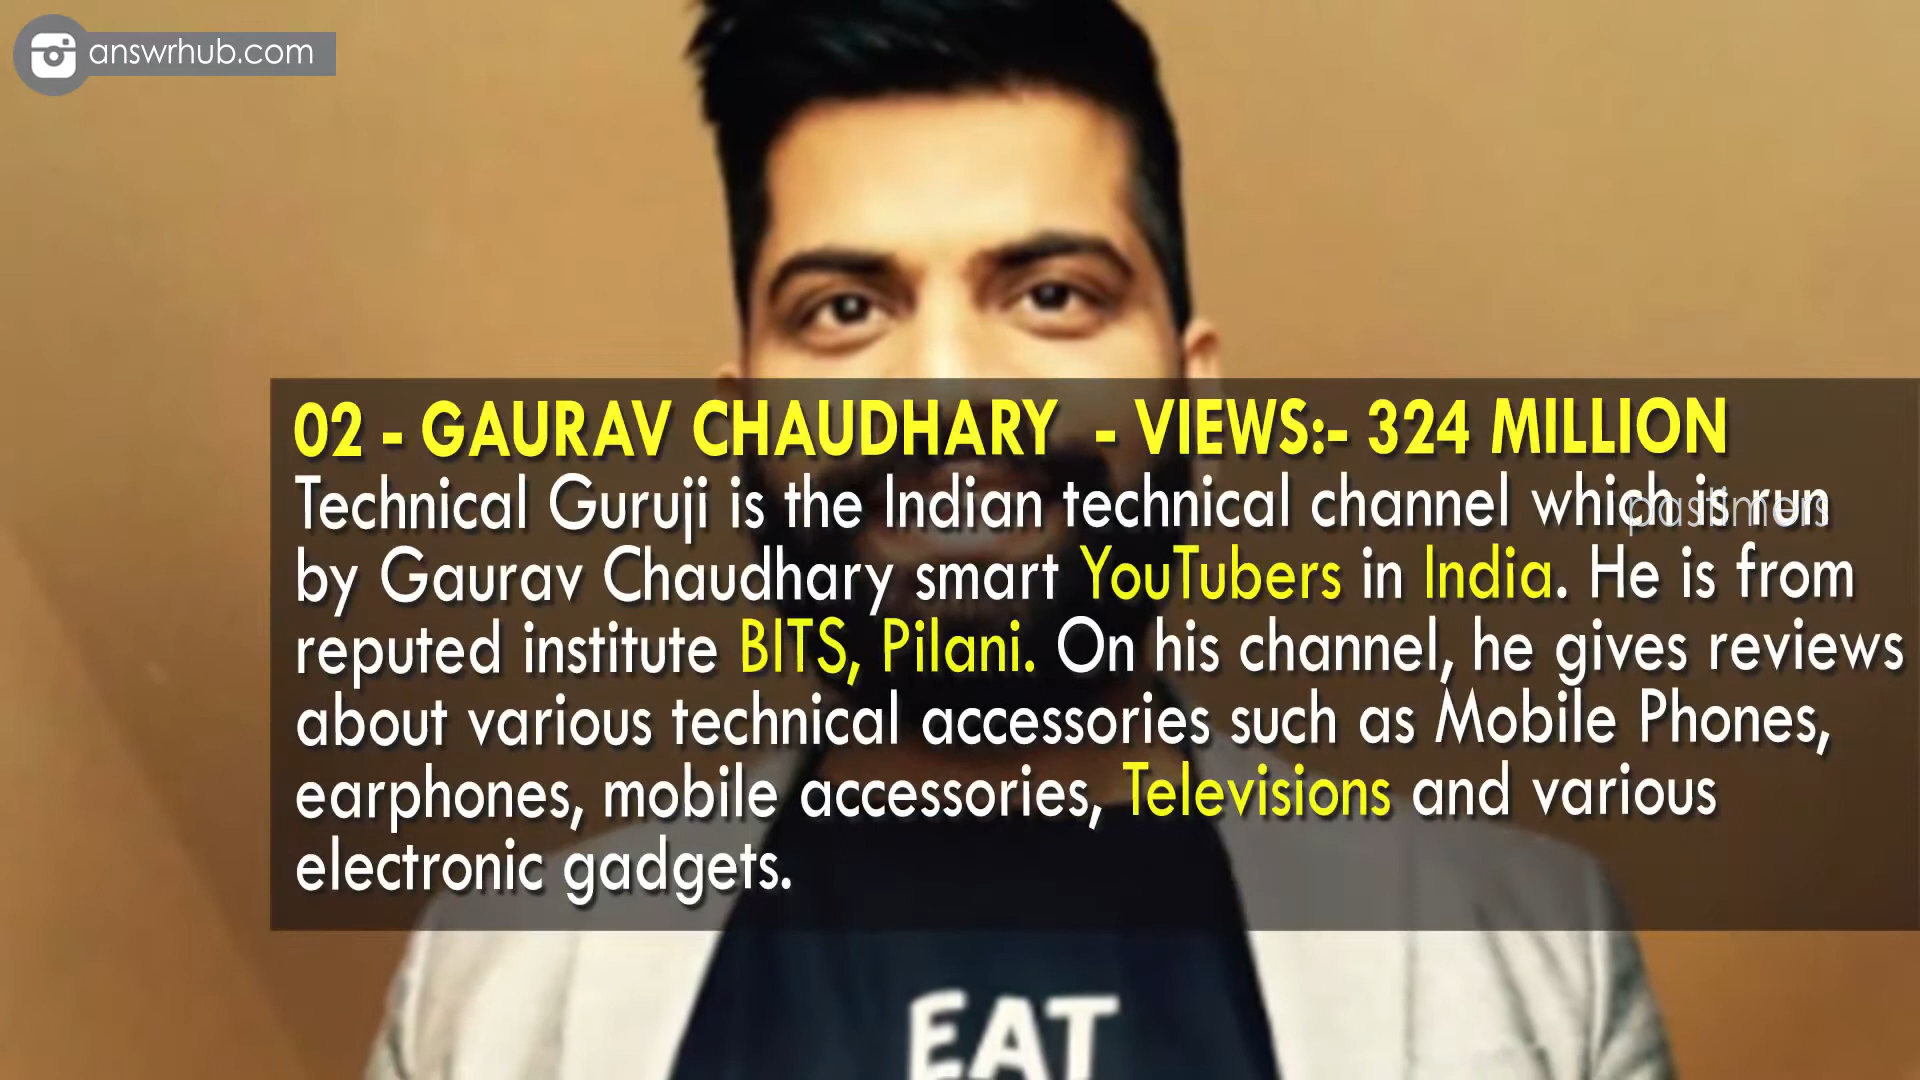 answrhub.com
02 - GAURAV CHAUDHARY - VIEWS:- 324 MILLION
Technical Guruji is the Indian technical channel which is run
pastimers
by Gaurav Chaudhary smart YouTubers in India. He is from
reputed institute BITS, Pilani. On his channel, he gives reviews
about various technical accessories such as Mobile Phones,
earphones, mobile accessories, Televisions and various
electronic gadgets.
EAT